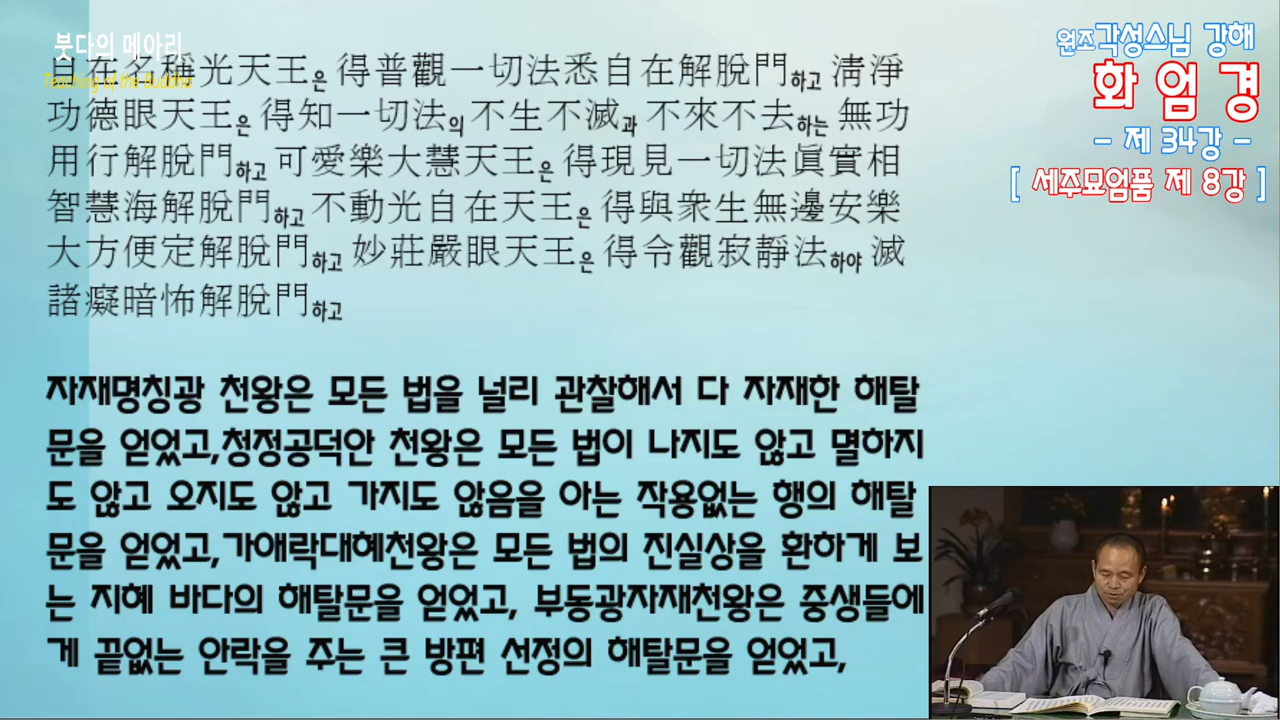 붓다의 메아리
Teaching of the Buddha
自在名稱光天王은 得普觀一切法悉自在解脫門하고 淸淨
功德眼天王은 得知一切法의 不生不滅과 不來不去하는 無功
用行解脫門하고 可愛樂大慧天王은 得現見一切法眞實相
智慧海解脫門하고 不動光自在天王은 得與衆生無邊安樂
大方便定解脫門하고 妙莊嚴眼天王은 得令觀寂靜法하야 滅
諸癡暗怖解脫門하고
자재명칭광 천왕은 모든 법을 널리 관찰해서 다 자재한 해탈
문을 얻었고,청정공덕안 천왕은 모든 법이 나지도 않고 멸하지
도 않고 오지도 않고 가지도 않음을 아는 작용없는 행의 해탈
문을 얻었고,가애락대혜천왕은 모든 법의 진실상을 환하게 보
는 지혜 바다의 해탈문을 얻었고, 부동광자재천왕은 중생들에
게 끝없는 안락을 주는 큰 방편 선정의 해탈문을 얻었고,
원조각성스님 강해
화 엄 경
- 제 34강 -
[ 세주묘엄품 제 8강 ]